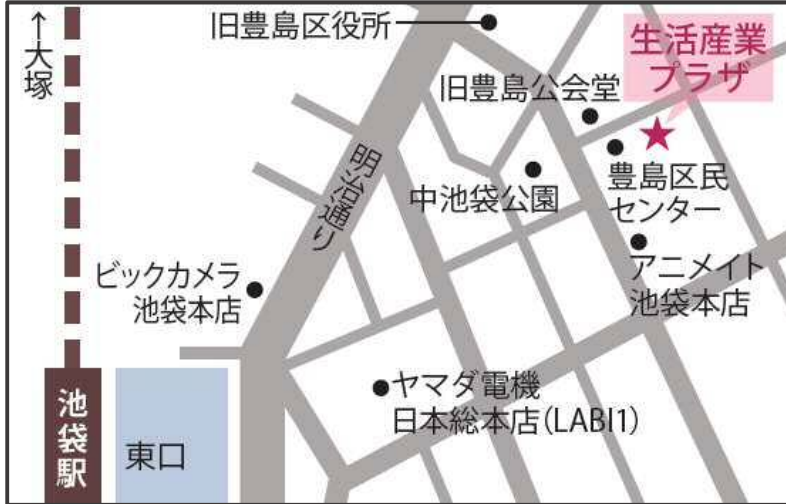 ↑大塚
旧豊島区役所
生活産業
プラザ
旧豊島公会堂
明治通り
中池袋公園
豊島区民
センター
ビックカメラ
池袋本店
アニメイト
池袋本店
ヤマダ電機
日本総本店(LABI1)
池袋駅
東口